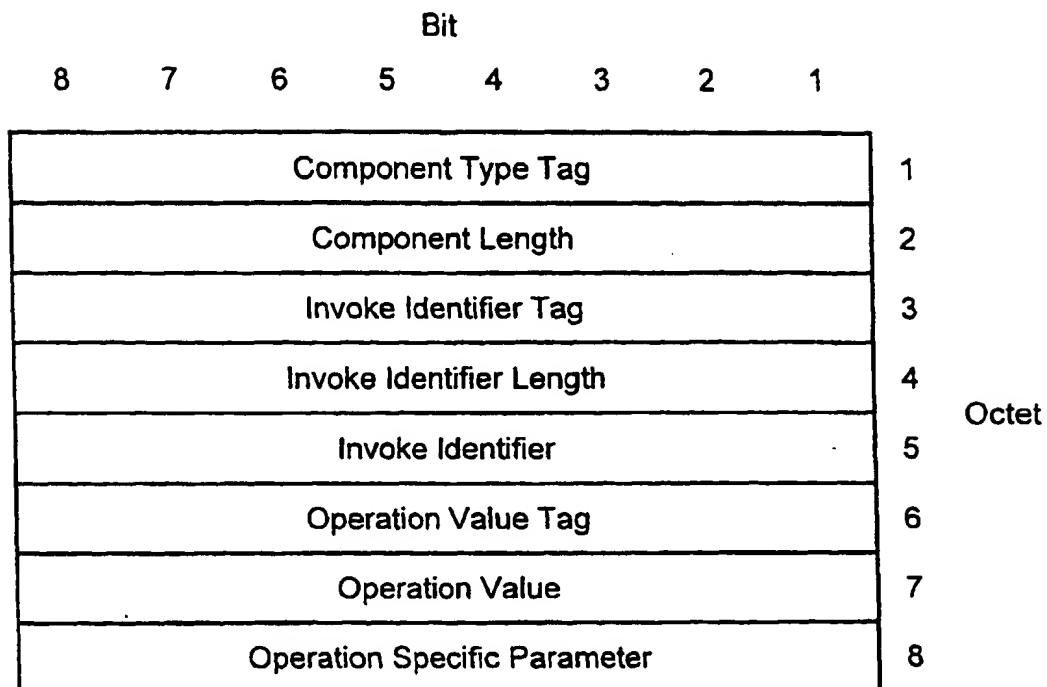 Bit
8 7 6 5 4 3 2 1
Component Type Tag 1
Component Length 2
Invoke Identifier Tag 3
Invoke Identifier Length 4
Octet
Invoke Identifier 5
Operation Value Tag 6
Operation Value 7
Operation Specific Parameter 8